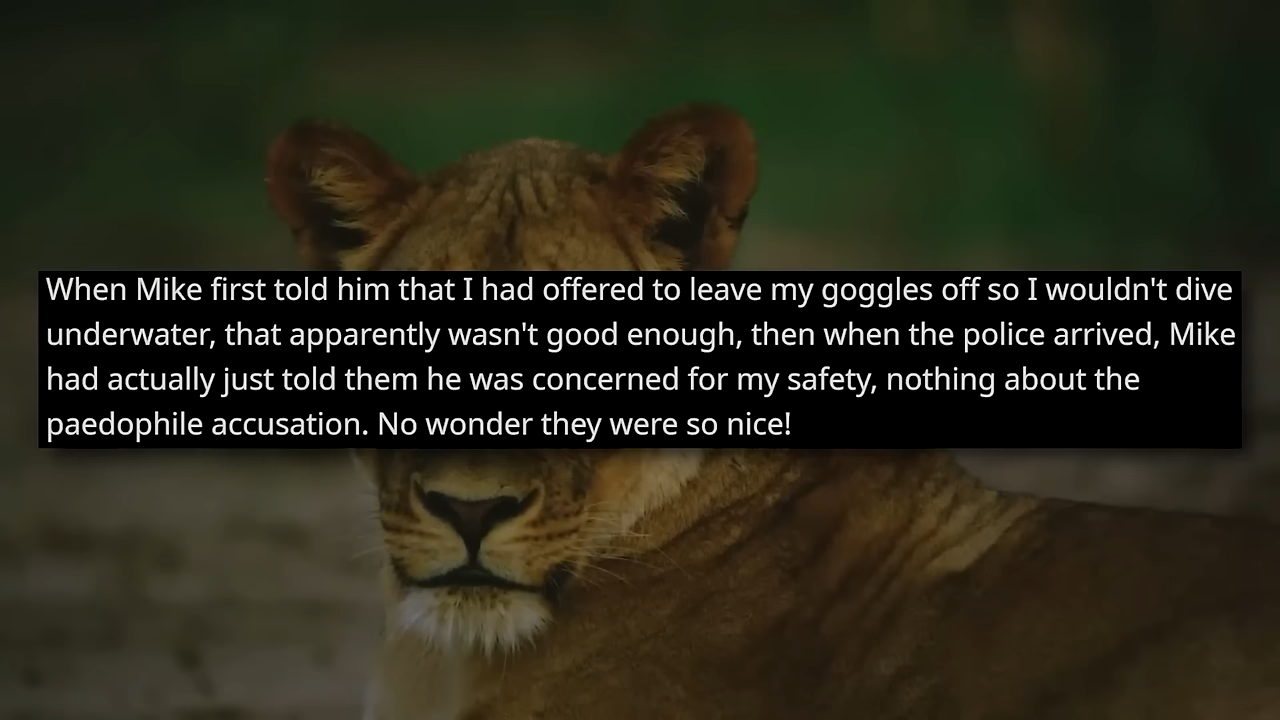 When Mike first told him that I had offered to leave my goggles off so I wouldn't dive
underwater, that apparently wasn't good enough, then when the police arrived, Mike
had actually just told them he was concerned for my safety, nothing about the
paedophile accusation. No wonder they were so nice!